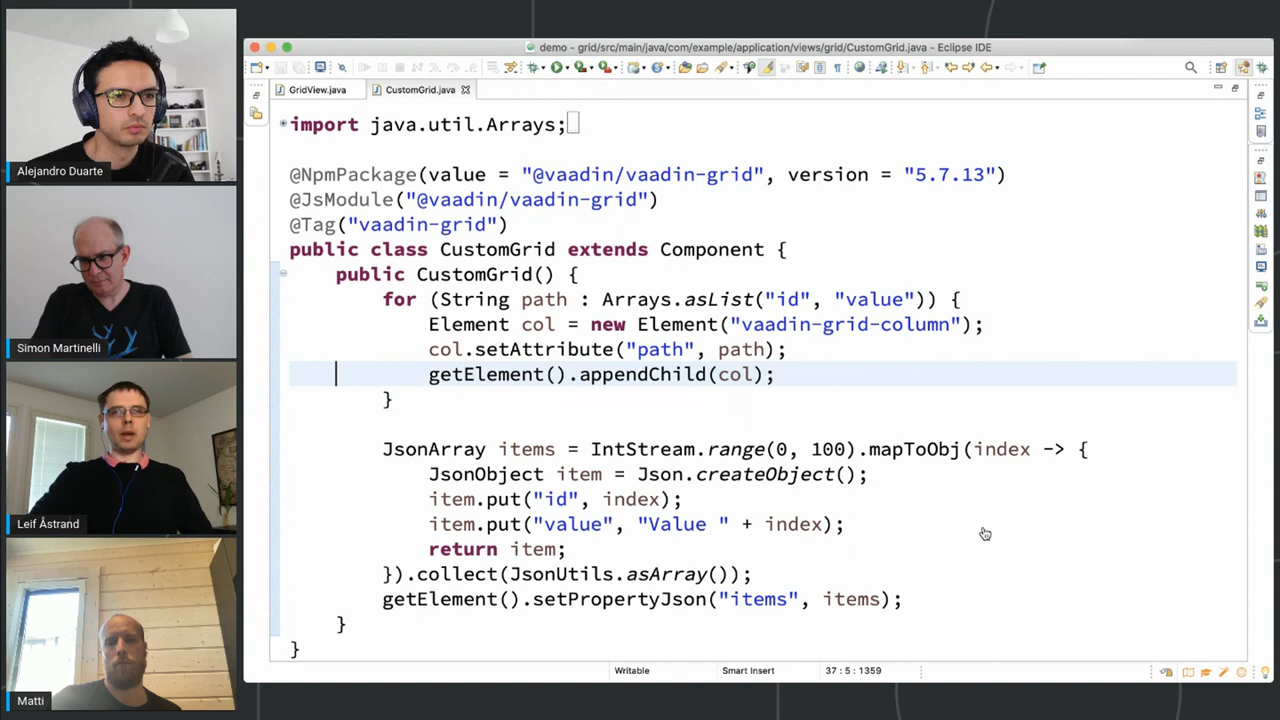 Alejandro Duarte
Simon Martinelli
Leif Åstrand
Matti
demo - grid/src/main/java/com/example/application/views/grid/CustomGrid.java - Eclipse IDE
GridView.java
CustomGrid.java
import java.util.Arrays;
@NpmPackage(value = "@vaadin/vaadin-grid", version = "5.7.13")
@JsModule("@vaadin/vaadin-grid")
@Tag("vaadin-grid")
public class CustomGrid extends Component {
public CustomGrid() {
for (String path : Arrays.asList("id", "value")) {
Element col = new Element("vaadin-grid-column");
col.setAttribute("path", path);
getElement().appendChild(col);
}
JsonArray items = IntStream.range(0, 100).mapToObj(index -> {
JsonObject item = Json.createObject();
item.put("id", index);
item.put("value", "Value " + index);
return item;
}).collect(JsonUtils.asArray());
getElement().setPropertyJson("items", items);
}
}
Writable
Smart Insert
37 : 5 : 1359